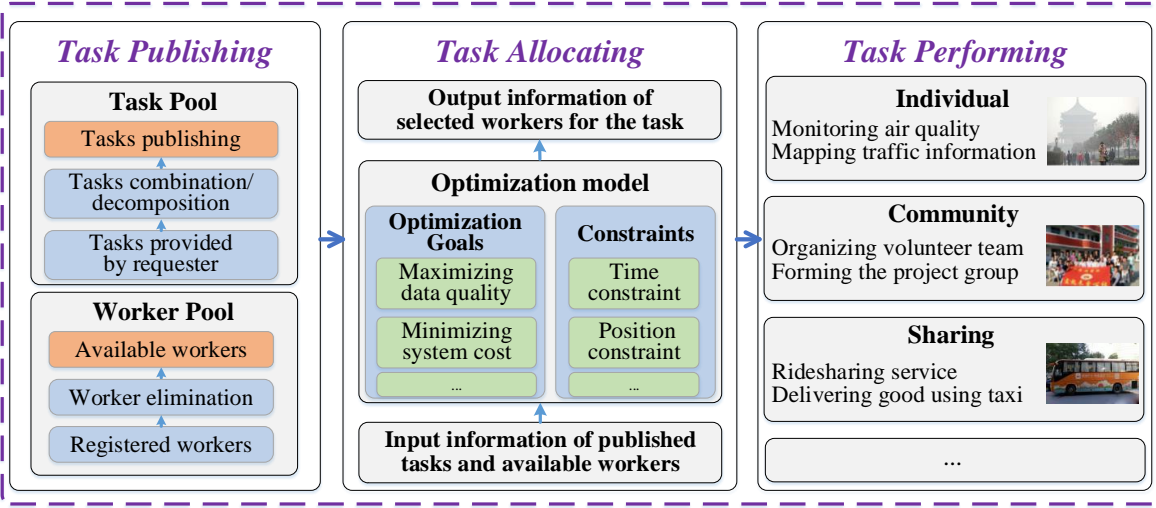 Task Publishing
Task Pool
Tasks publishing
Tasks combination/
decomposition
Tasks provided
by requester
Worker Pool
Available workers
Worker elimination
Registered workers
Task Allocating
Output information of
selected workers for the task
Optimization model
Optimization
Goals
Maximizing
data quality
Minimizing
system cost
...
Constraints
Time
constraint
Position
constraint
...
Input information of published
tasks and available workers
Task Performing
Individual
Monitoring air quality
Mapping traffic information
Community
Organizing volunteer team
Forming the project group
Sharing
Ridesharing service
Delivering good using taxi
...